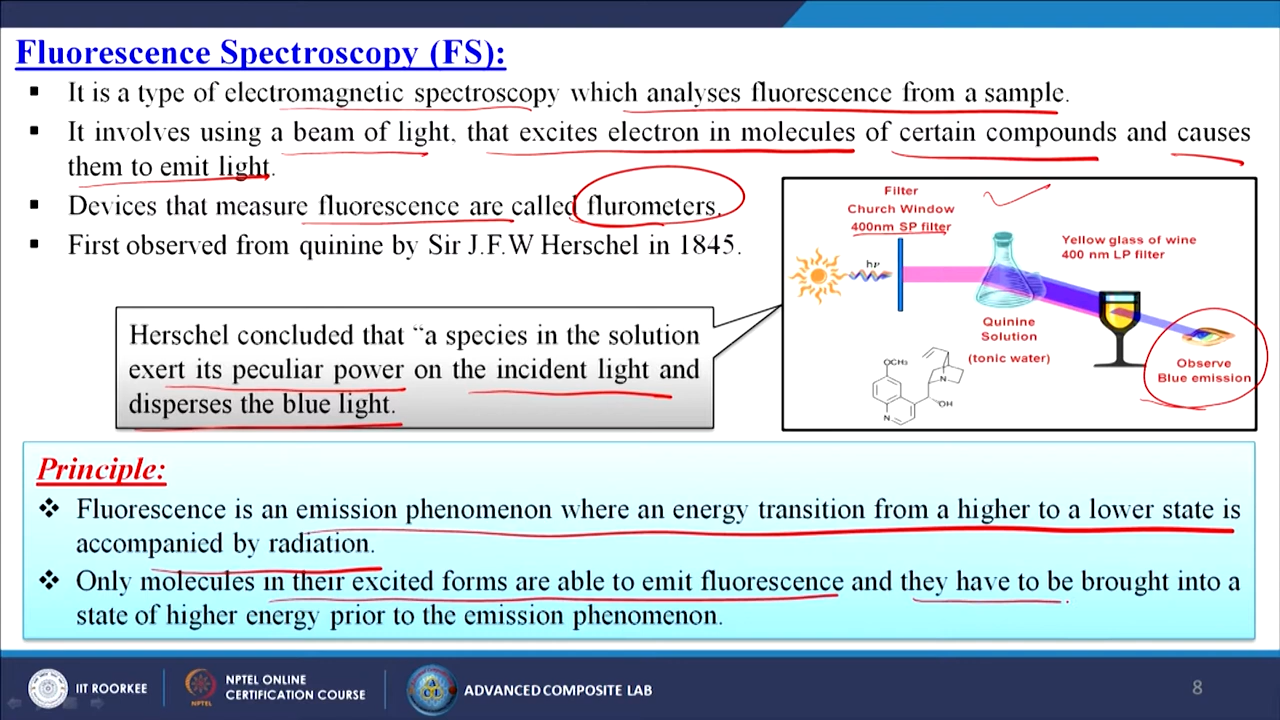 Fluorescence Spectroscopy (FS):
▪ It is a type of electromagnetic spectroscopy which analyses fluorescence from a sample.
▪ It involves using a beam of light, that excites electron in molecules of certain compounds and causes
them to emit light.
▪ Devices that measure fluorescence are called flurometers.
▪ First observed from quinine by Sir J.F.W Herschel in 1845.
Filter
Church Window
400nm SP filter
hν
Yellow glass of wine
400 nm LP filter
Quinine
Solution
(tonic water)
Observe
Blue emission
OCH₃
N
OH
N
Herschel concluded that “a species in the solution
exert its peculiar power on the incident light and
disperses the blue light.
Principle:
❖ Fluorescence is an emission phenomenon where an energy transition from a higher to a lower state is
accompanied by radiation.
❖ Only molecules in their excited forms are able to emit fluorescence and they have to be brought into a
state of higher energy prior to the emission phenomenon.
IIT ROORKEE
NPTEL
NPTEL ONLINE
CERTIFICATION COURSE
ADVANCED COMPOSITE LAB
8